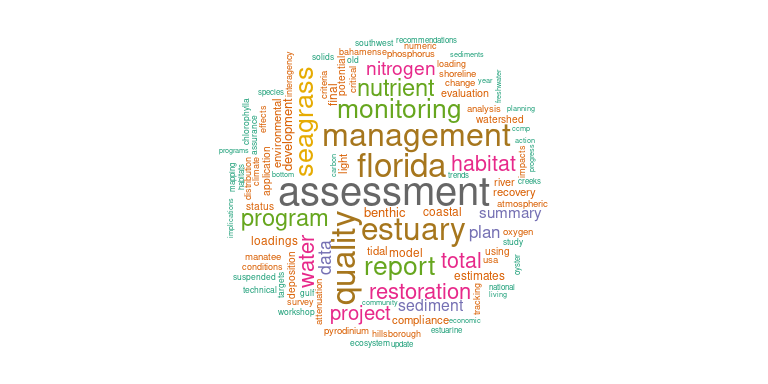 southwest
recommendations
numeric
bahamense
phosphorus
sediments
solids
old
interagency
potential
nitrogen
loading
shoreline
criteria
critical
final
nutrient
change
year
freshwater
species
seagrass
evaluation
environmental
development
monitoring
analysis
planning
chlorophylla
effects
watershed
assurance
management
ccmp
action
programs
florida
habitat
impacts
progress
light
carbon
application
climate
distribution
habitats
mapping
bottom
trends
river
creeks
assessment
recovery
status
atmospheric
program
benthic
coastal
summary
implications
quality
estuary
plan
oxygen
loadings
water
data
study
tidal
model
using
usa
oyster
manatee
report
total
conditions
suspended
deposition
targets
estimates
technical
gulf
restoration
national
living
tracking
survey
attenuation
community
sediment
workshop
project
compliance
economic
pyrodinium
hillsborough
estuarine
ecosystem
update